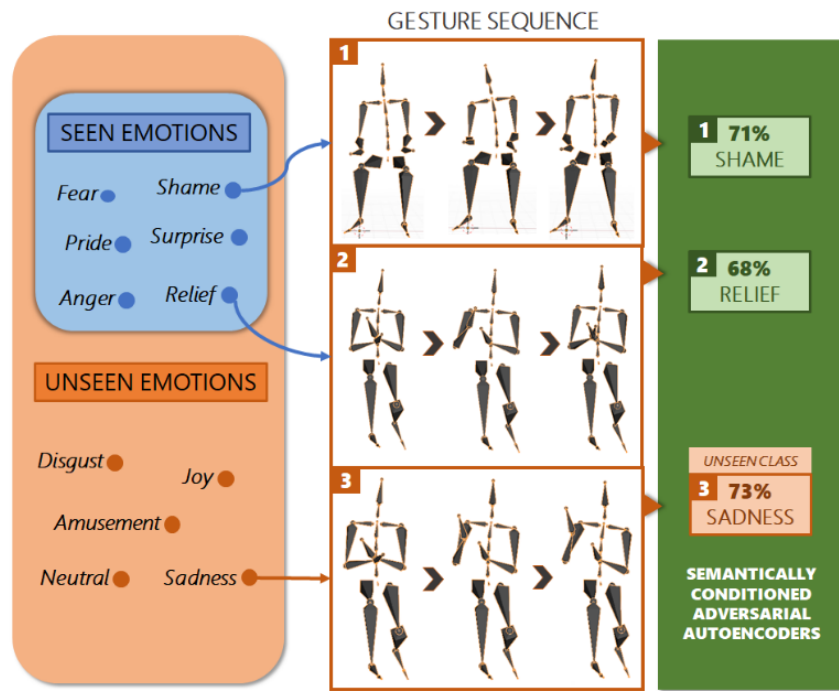 GESTURE SEQUENCE
SEEN EMOTIONS
Fear
Shame
Pride
Surprise
Anger
Relief
UNSEEN EMOTIONS
Disgust
Joy
Amusement
Neutral
Sadness
1
2
3
1 71%
SHAME
2 68%
RELIEF
UNSEEN CLASS
3 73%
SADNESS
SEMANTICALLY
CONDITIONED
ADVERSARIAL
AUTOENCODERS